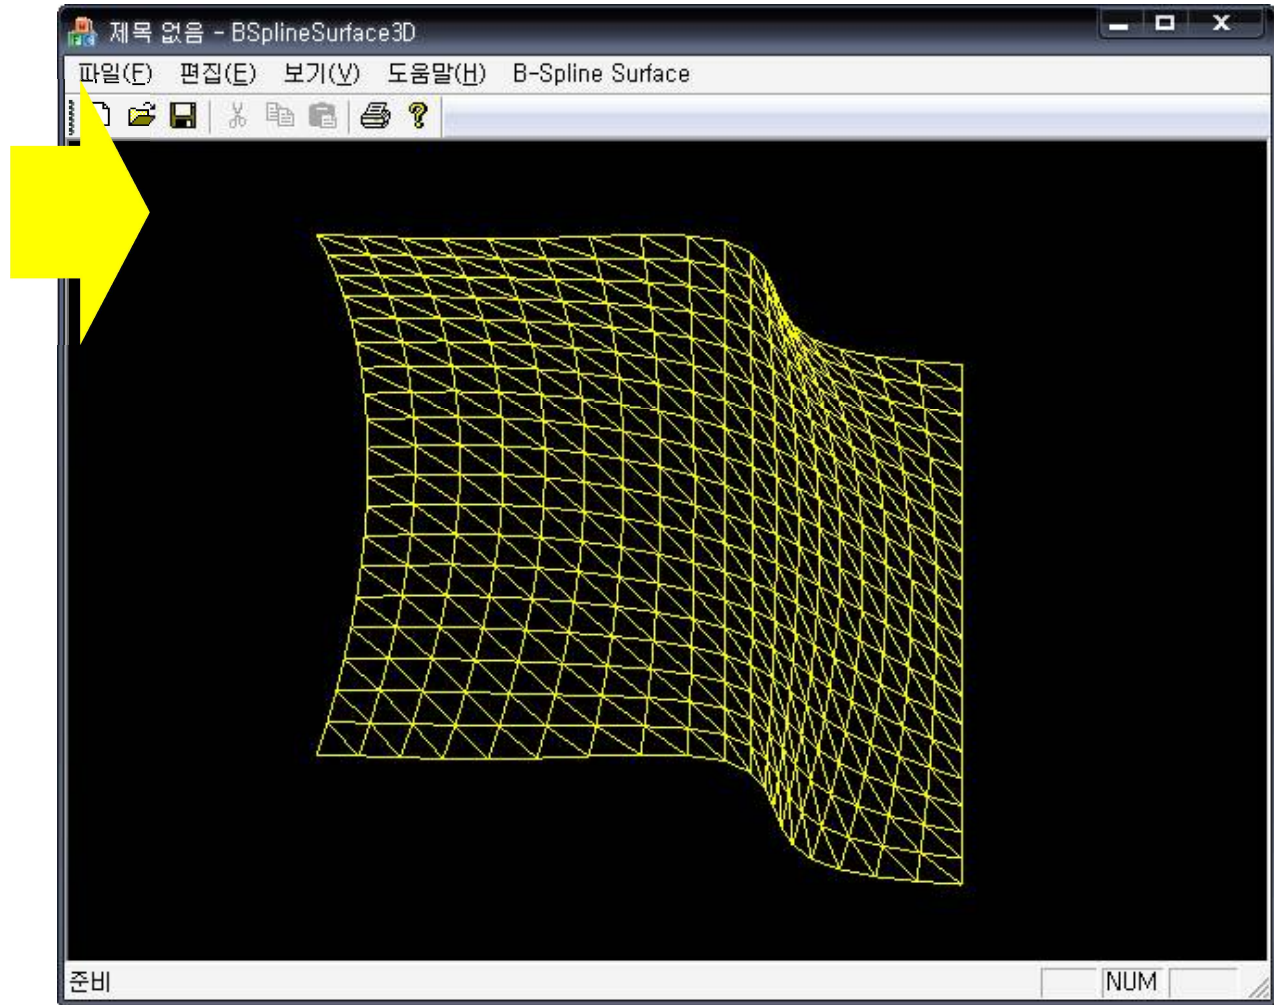 제목 없음 - BSplineSurface3D
파일(F) 편집(E) 보기(V) 도움말(H) B-Spline Surface
준비 NUM